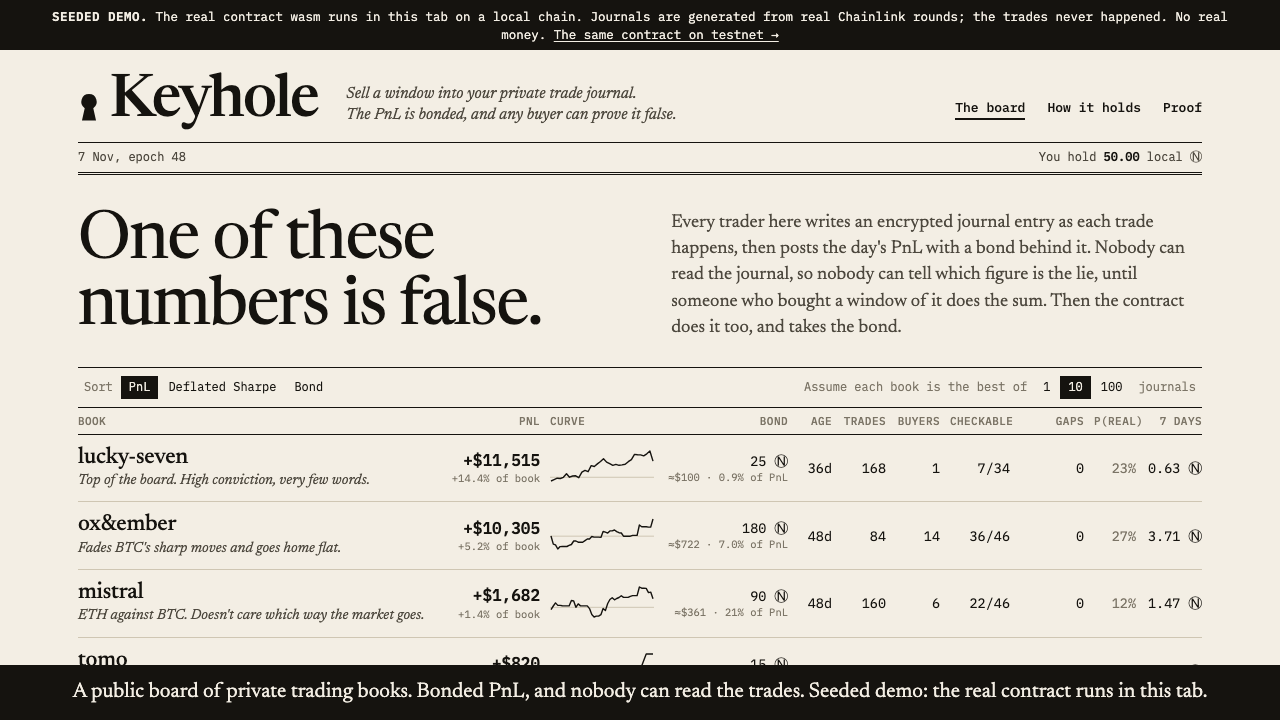 SEEDED DEMO. The real contract wasm runs in this tab on a local chain. Journals are generated from real Chainlink rounds; the trades never happened. No real
money. The same contract on testnet →
Keyhole
Sell a window into your private trade journal.
The PnL is bonded, and any buyer can prove it false.
The board How it holds Proof
7 Nov, epoch 48
You hold 50.00 local Ⓝ
One of these
numbers is false.
Every trader here writes an encrypted journal entry as each trade
happens, then posts the day's PnL with a bond behind it. Nobody can
read the journal, so nobody can tell which figure is the lie, until
someone who bought a window of it does the sum. Then the contract
does it too, and takes the bond.
Sort PnL Deflated Sharpe Bond
Assume each book is the best of 1 10 100 journals
BOOK PNL CURVE BOND AGE TRADES BUYERS CHECKABLE GAPS P(REAL) 7 DAYS
lucky-seven +$11,515 25 Ⓝ 36d 168 1 7/34 0 23% 0.63 Ⓝ
Top of the board. High conviction, very few words. +14.4% of book ≈$100 · 0.9% of PnL
ox&ember +$10,305 180 Ⓝ 48d 84 14 36/46 0 27% 3.71 Ⓝ
Fades BTC's sharp moves and goes home flat. +5.2% of book ≈$722 · 7.0% of PnL
mistral +$1,682 90 Ⓝ 48d 160 6 22/46 0 12% 1.47 Ⓝ
ETH against BTC. Doesn't care which way the market goes. +1.4% of book ≈$361 · 21% of PnL
tomo +$820 15 Ⓝ
A public board of private trading books. Bonded PnL, and nobody can read the trades. Seeded demo: the real contract runs in this tab.